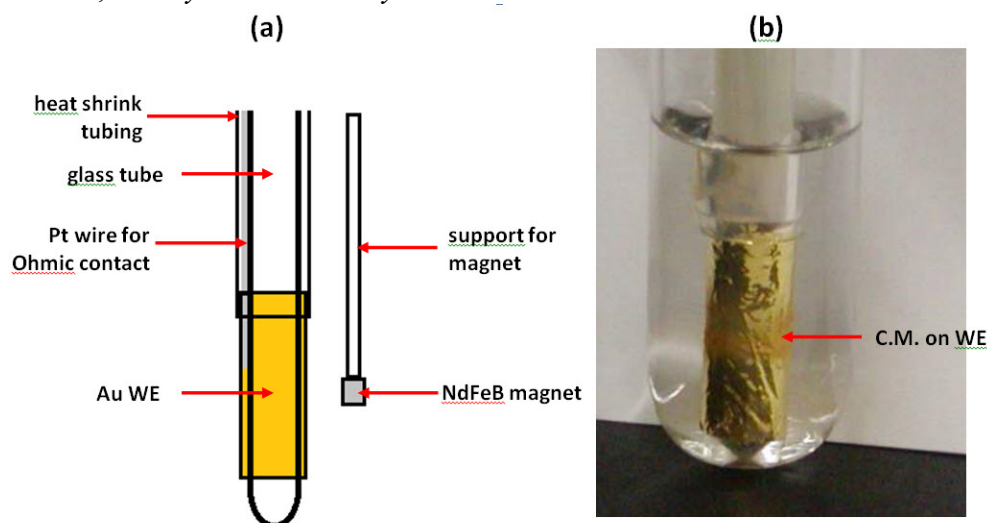 (a)
(b)
heat shrink
tubing
glass tube
Pt wire for
Ohmic contact
support for
magnet
C.M. on WE
Au WE
NdFeB magnet